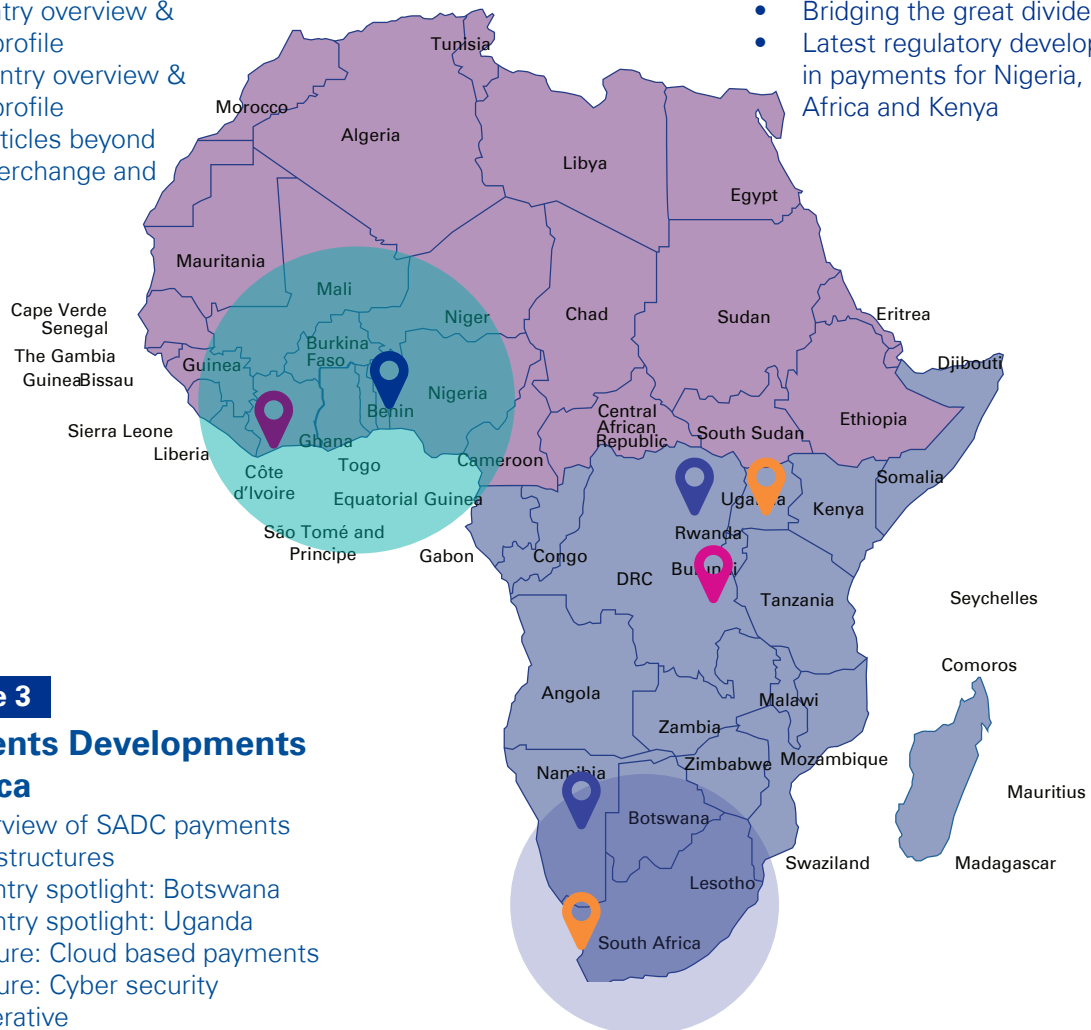 ntry overview &
profile
ntry overview &
profile
ticles beyond
erchange and
Bridging the great divide
Latest regulatory develop
in payments for Nigeria,
Africa and Kenya
Tunisia
Morocco
Algeria
Libya
Egypt
Mauritania
Mali
Niger
Chad
Sudan
Eritrea
Cape Verde
Senegal
The Gambia
GuineaBissau
Guinea
Burkina
Faso
Benin
Nigeria
Djibouti
Sierra Leone
Liberia
Côte
d'Ivoire
Ghana
Togo
Cameroon
Central
African
Republic
South Sudan
Ethiopia
Somalia
Equatorial Guinea
São Tomé and
Principe
Gabon
Congo
DRC
Uganda
Kenya
Rwanda
Burundi
Tanzania
Seychelles
Comoros
Angola
Zambia
Malawi
Mozambique
Zimbabwe
Namibia
Botswana
Mauritius
Madagascar
Swaziland
Lesotho
South Africa
e 3
ents Developments
ca
rview of SADC payments
structures
ntry spotlight: Botswana
ntry spotlight: Uganda
ure: Cloud based payments
ure: Cyber security
erative